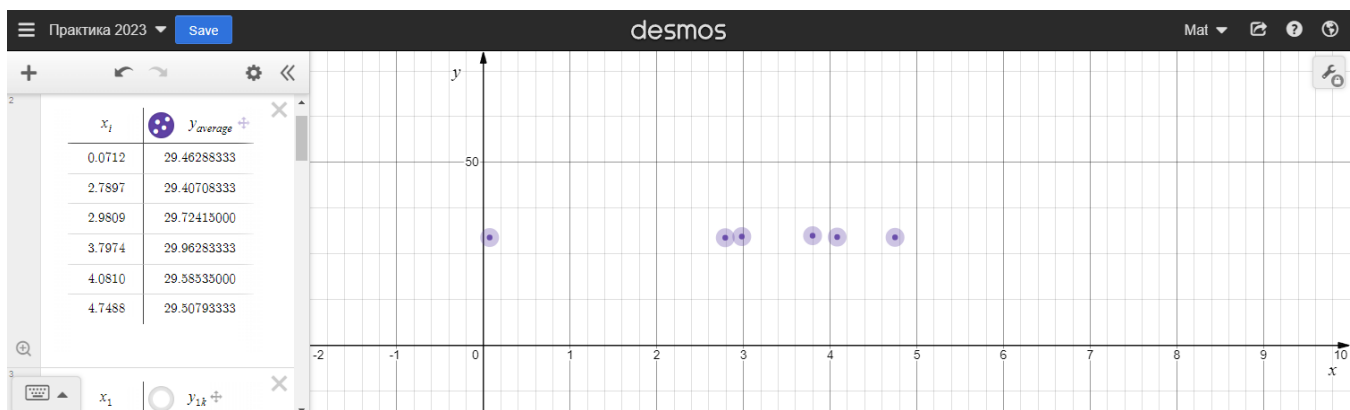 Практика 2023 Save desmos Mat
2
x_i y_average
0.0712 29.46288333
2.7897 29.40708333
2.9809 29.72415000
3.7974 29.96283333
4.0810 29.58535000
4.7488 29.50793333
3
x_1 y_1k
y
50
-2 -1 0 1 2 3 4 5 6 7 8 9 10
x